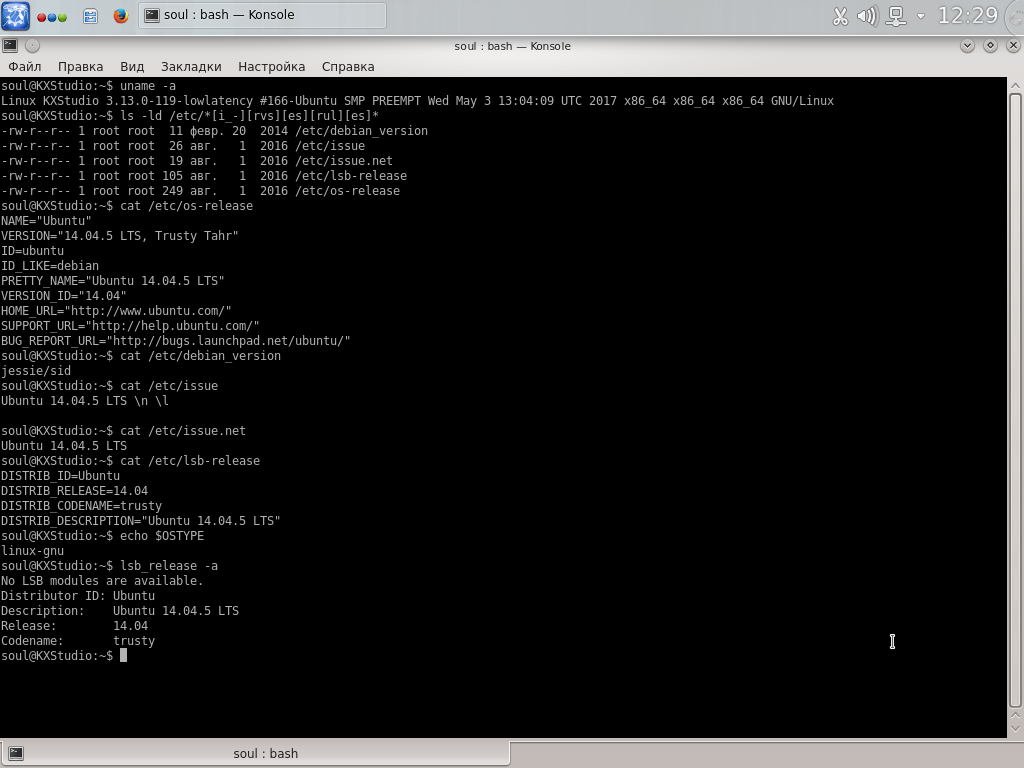 soul : bash — Konsole
12:29
soul : bash — Konsole
Файл Правка Вид Закладки Настройка Справка
soul@KXStudio:~$ uname -a
Linux KXStudio 3.13.0-119-lowlatency #166-Ubuntu SMP PREEMPT Wed May 3 13:04:09 UTC 2017 x86_64 x86_64 x86_64 GNU/Linux
soul@KXStudio:~$ ls -ld /etc/*[i_-][rvs][es][rul][es]*
-rw-r--r-- 1 root root  11 февр. 20  2014 /etc/debian_version
-rw-r--r-- 1 root root  26 авг.   1  2016 /etc/issue
-rw-r--r-- 1 root root  19 авг.   1  2016 /etc/issue.net
-rw-r--r-- 1 root root 105 авг.   1  2016 /etc/lsb-release
-rw-r--r-- 1 root root 249 авг.   1  2016 /etc/os-release
soul@KXStudio:~$ cat /etc/os-release
NAME="Ubuntu"
VERSION="14.04.5 LTS, Trusty Tahr"
ID=ubuntu
ID_LIKE=debian
PRETTY_NAME="Ubuntu 14.04.5 LTS"
VERSION_ID="14.04"
HOME_URL="http://www.ubuntu.com/"
SUPPORT_URL="http://help.ubuntu.com/"
BUG_REPORT_URL="http://bugs.launchpad.net/ubuntu/"
soul@KXStudio:~$ cat /etc/debian_version
jessie/sid
soul@KXStudio:~$ cat /etc/issue
Ubuntu 14.04.5 LTS \n \l
soul@KXStudio:~$ cat /etc/issue.net
Ubuntu 14.04.5 LTS
soul@KXStudio:~$ cat /etc/lsb-release
DISTRIB_ID=Ubuntu
DISTRIB_RELEASE=14.04
DISTRIB_CODENAME=trusty
DISTRIB_DESCRIPTION="Ubuntu 14.04.5 LTS"
soul@KXStudio:~$ echo $OSTYPE
linux-gnu
soul@KXStudio:~$ lsb_release -a
No LSB modules are available.
Distributor ID: Ubuntu
Description:    Ubuntu 14.04.5 LTS
Release:        14.04
Codename:       trusty
soul@KXStudio:~$
soul : bash